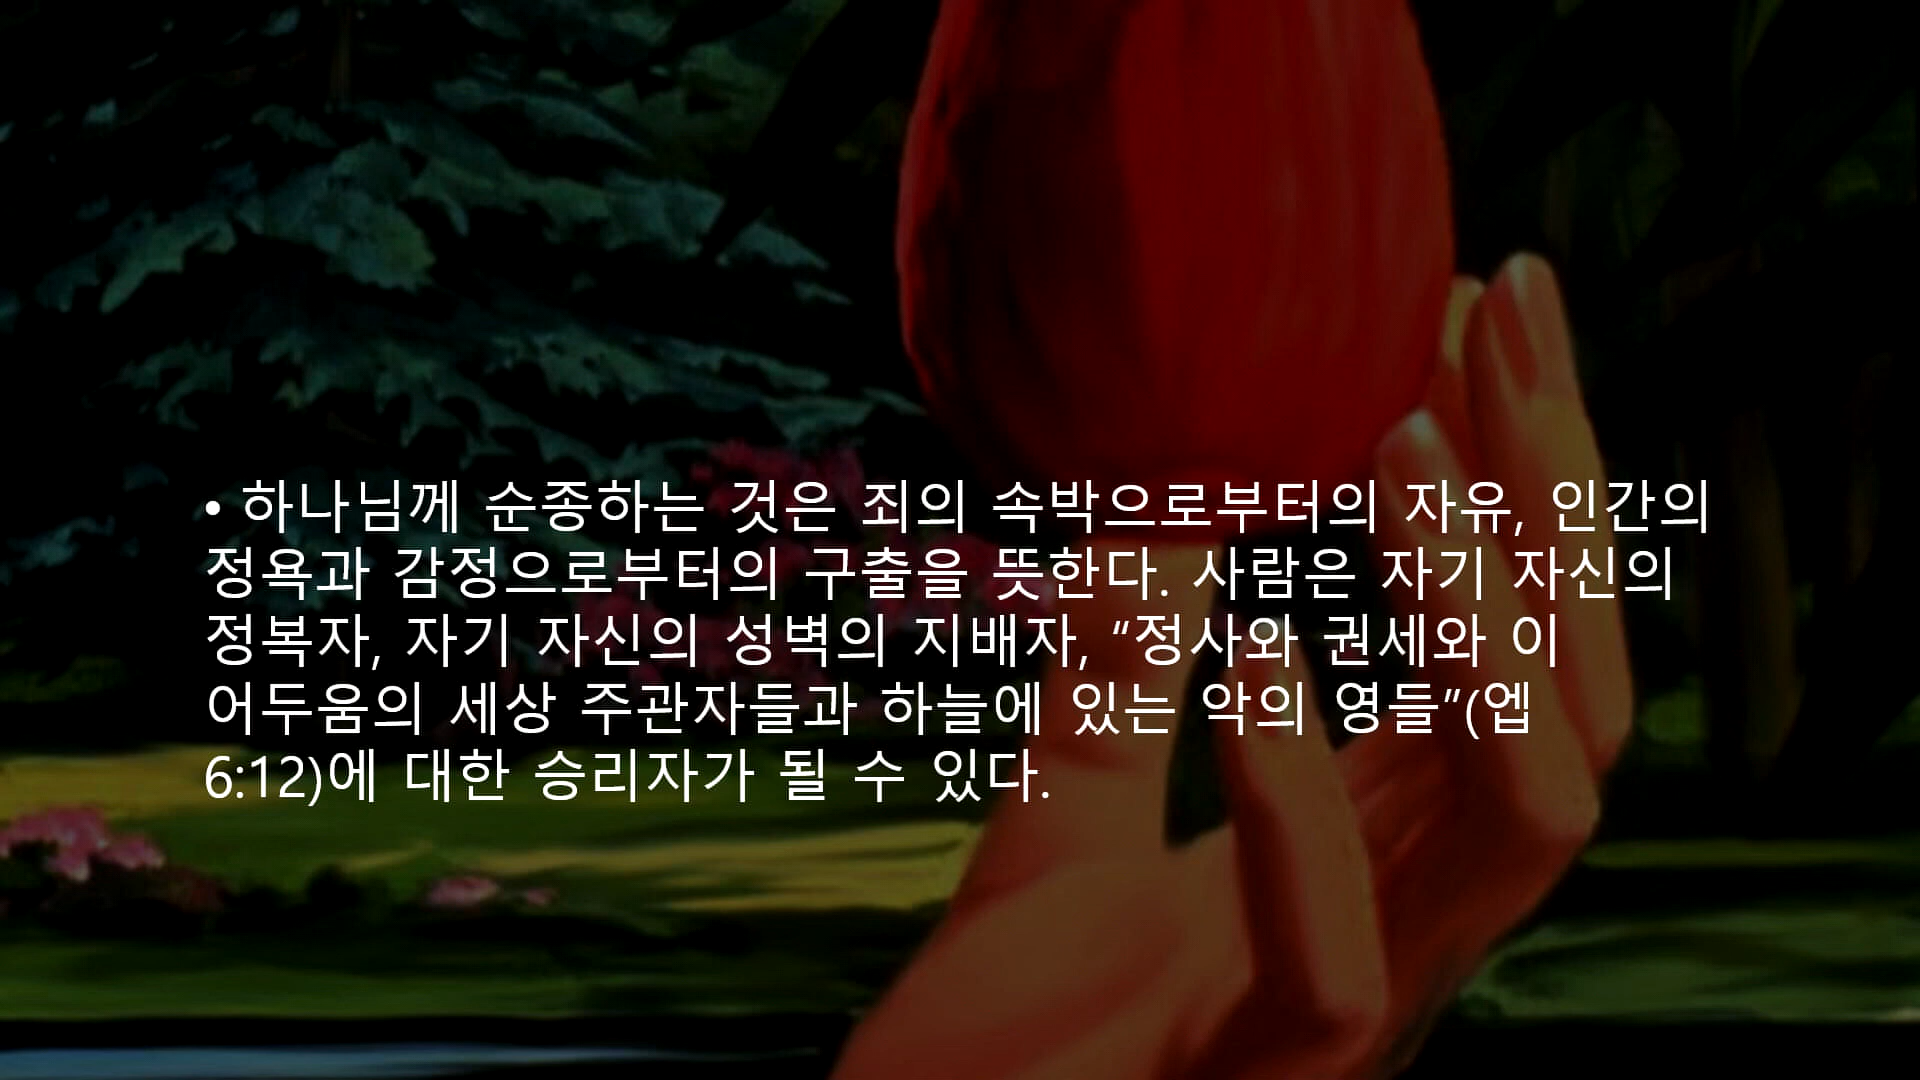 • 하나님께 순종하는 것은 죄의 속박으로부터의 자유, 인간의
정욕과 감정으로부터의 구출을 뜻한다. 사람은 자기 자신의
정복자, 자기 자신의 성벽의 지배자, “정사와 권세와 이
어두움의 세상 주관자들과 하늘에 있는 악의 영들”(엡
6:12)에 대한 승리자가 될 수 있다.